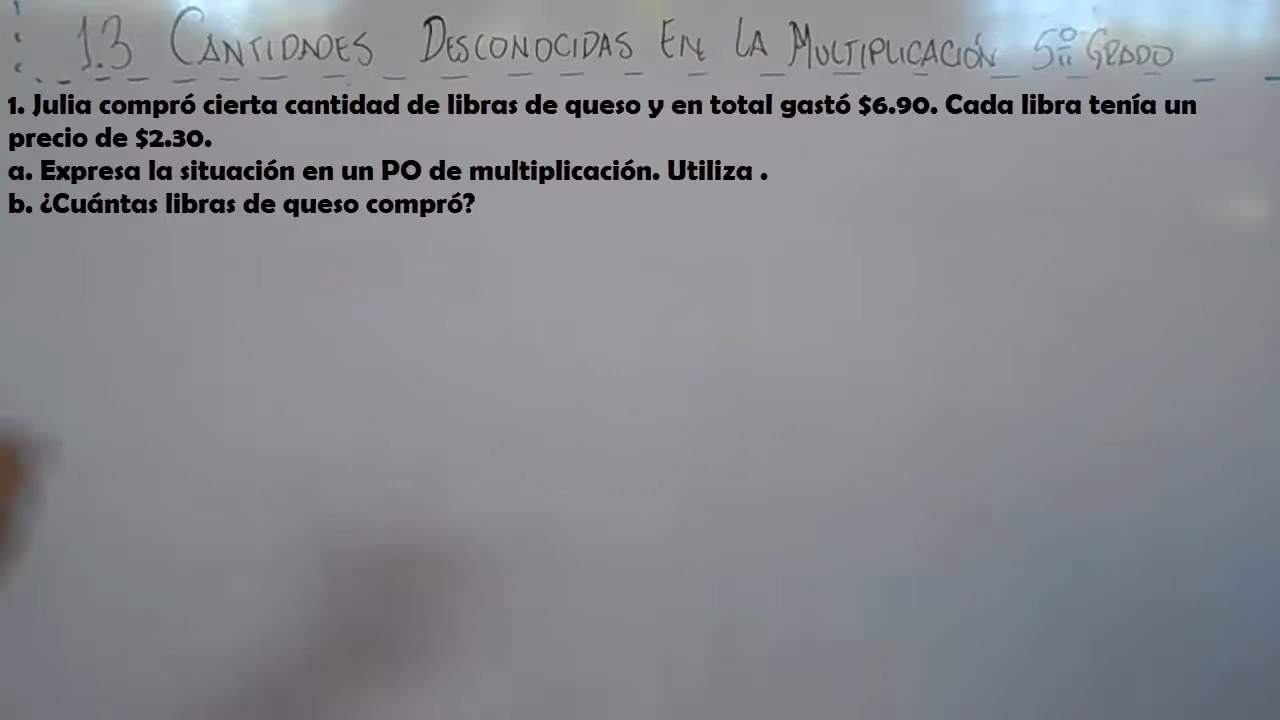 1.3 CANTIDADES DESCONOCIDAS EN LA MULTIPLICACIÓN 5º GRADO
1. Julia compró cierta cantidad de libras de queso y en total gastó $6.90. Cada libra tenía un
precio de $2.30.
a. Expresa la situación en un PO de multiplicación. Utiliza .
b. ¿Cuántas libras de queso compró?